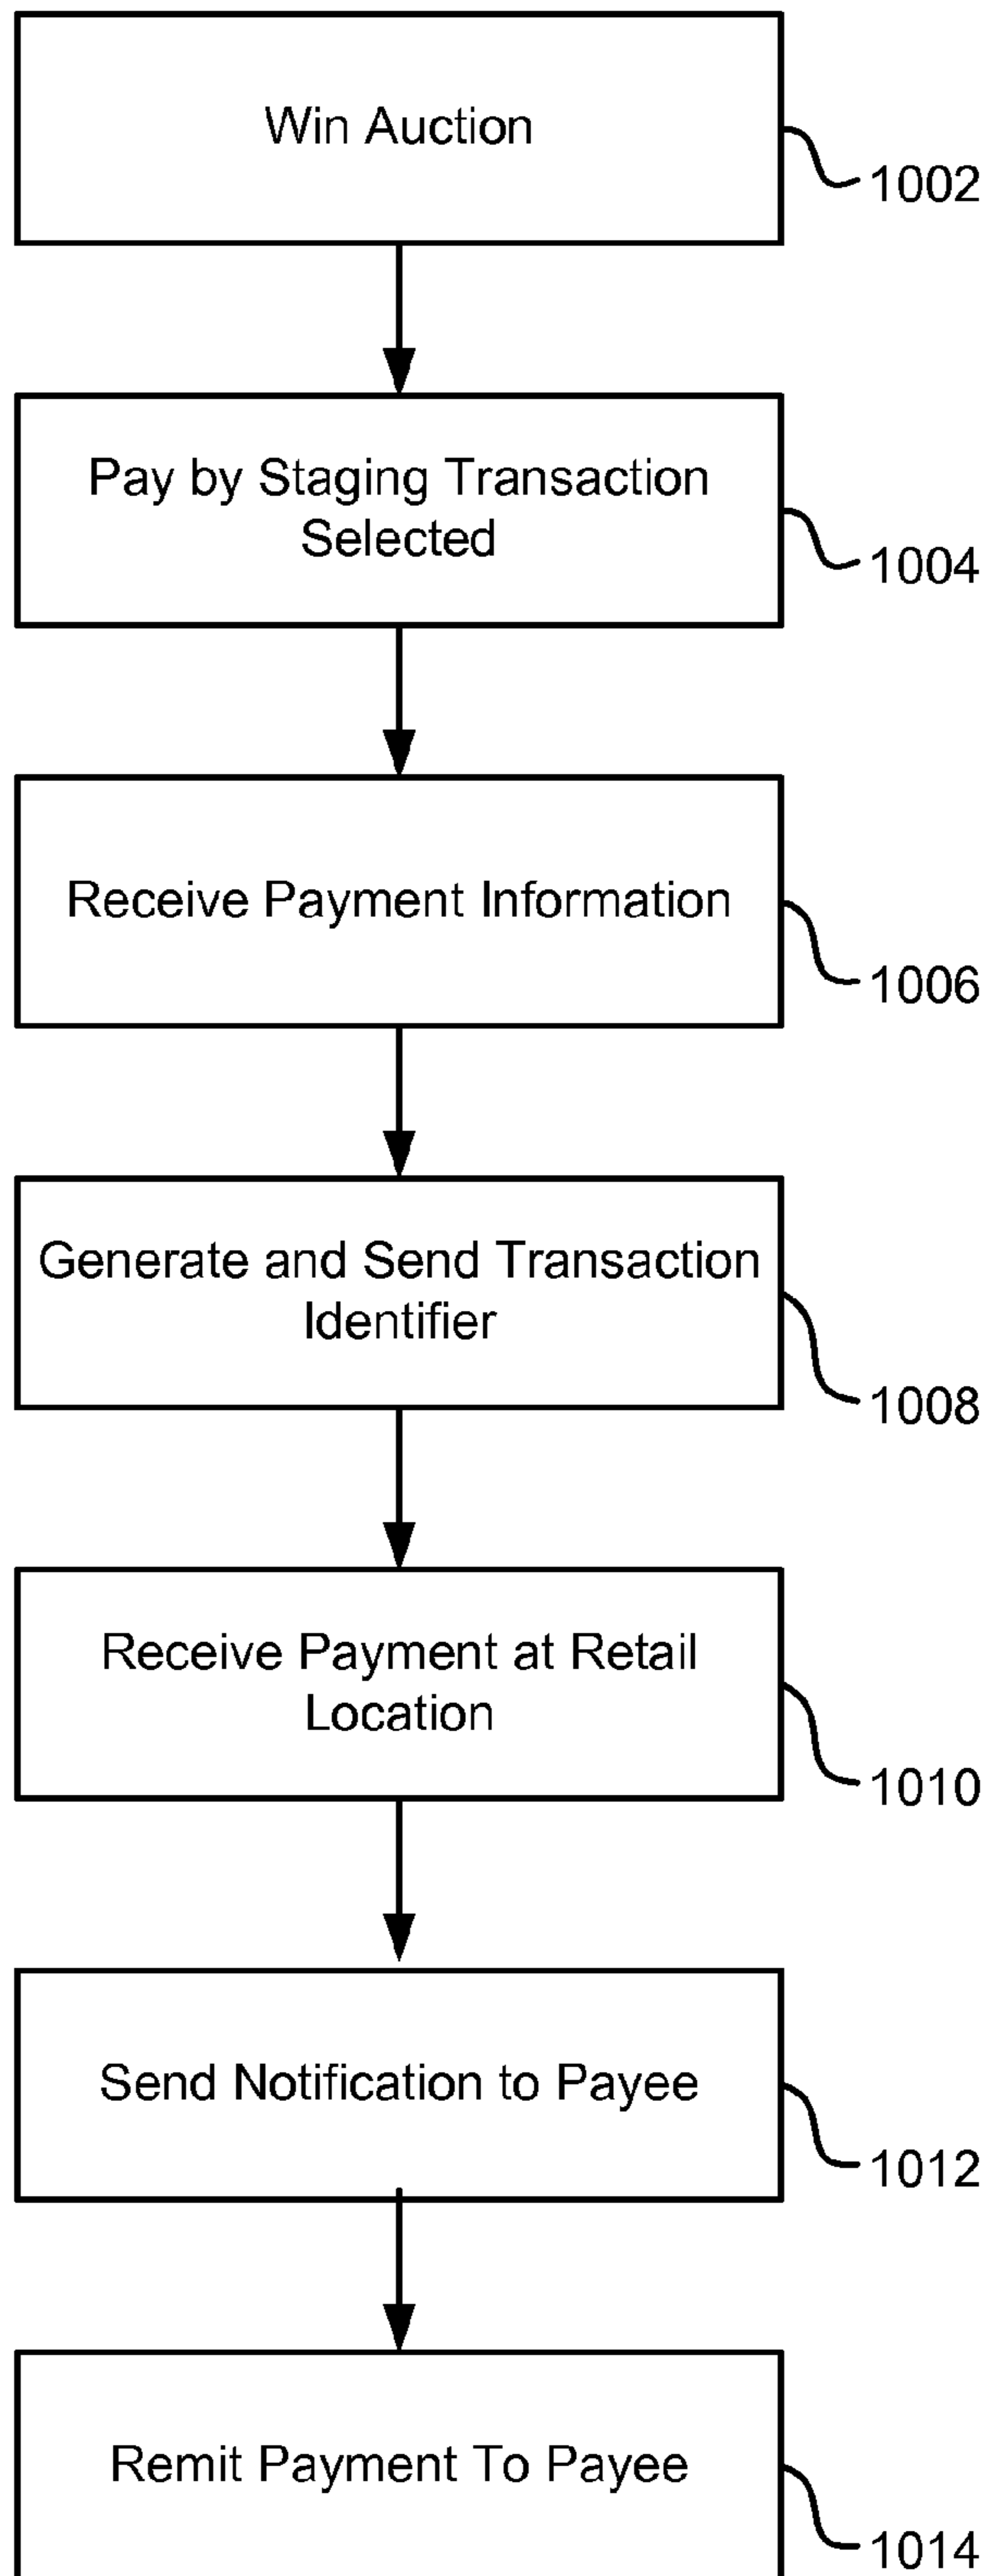 Win Auction
1002
Pay by Staging Transaction
Selected
1004
Receive Payment Information
1006
Generate and Send Transaction
Identifier
1008
Receive Payment at Retail
Location
1010
Send Notification to Payee
1012
Remit Payment To Payee
1014